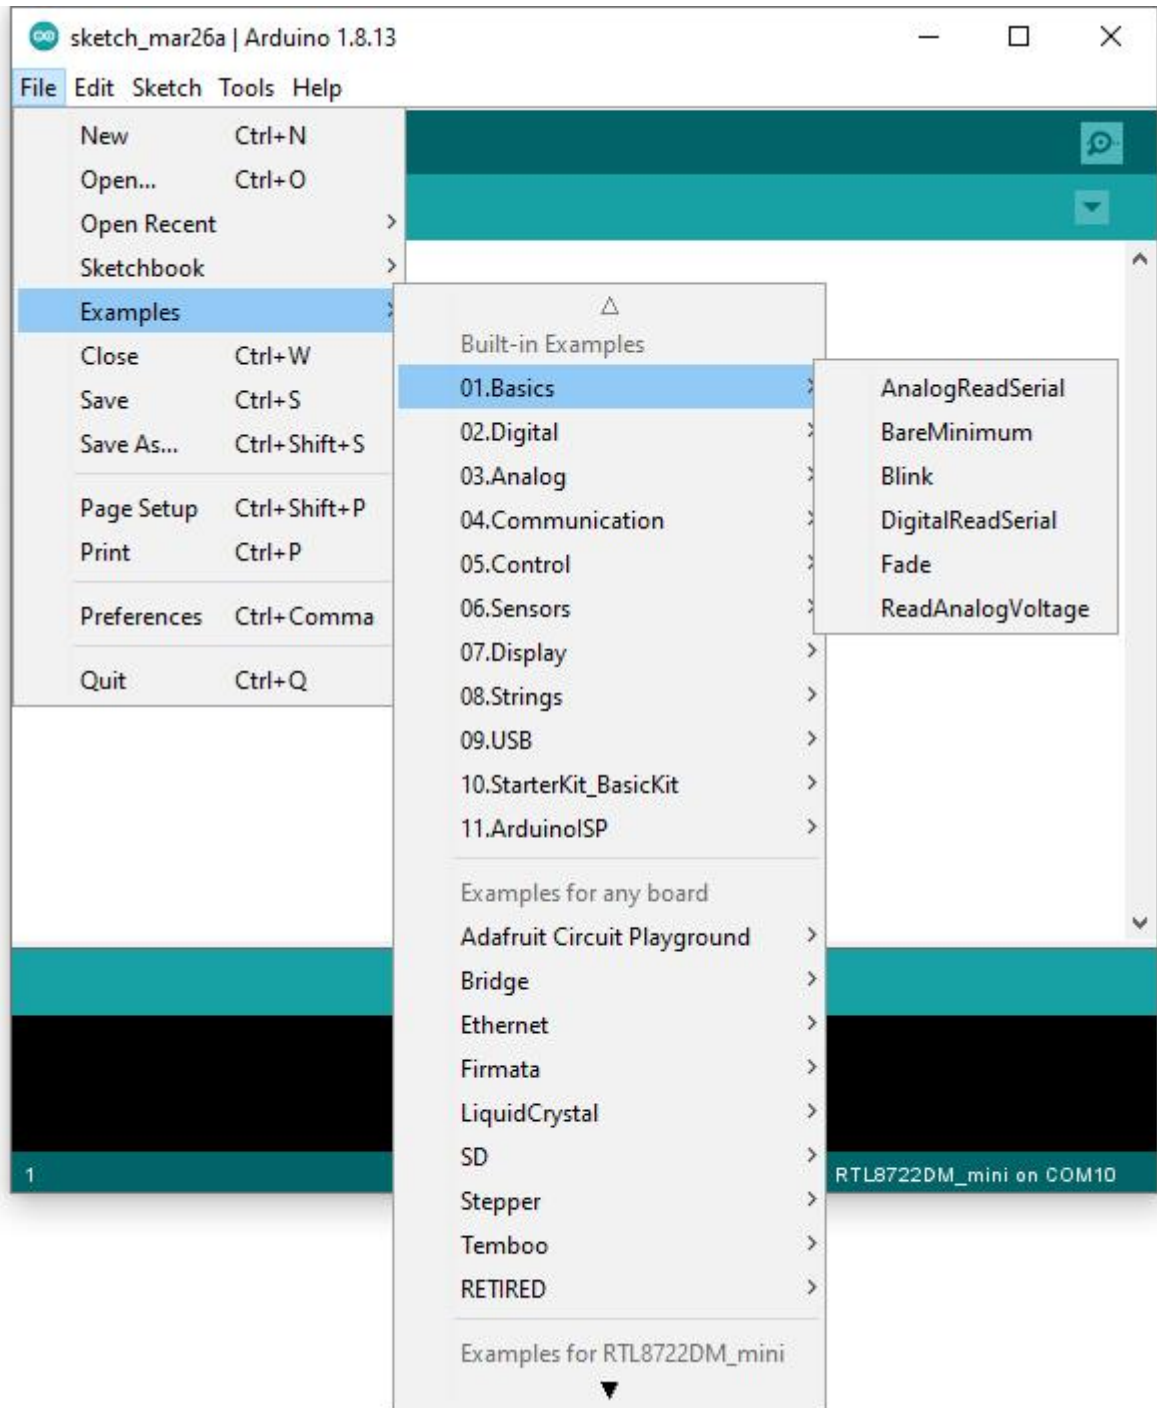 sketch_mar26a | Arduino 1.8.13
File Edit Sketch Tools Help
New Ctrl+N
Open... Ctrl+O
Open Recent
Sketchbook
Examples
Close Ctrl+W
Save Ctrl+S
Save As... Ctrl+Shift+S
Page Setup Ctrl+Shift+P
Print Ctrl+P
Preferences Ctrl+Comma
Quit Ctrl+Q
Built-in Examples
01.Basics
02.Digital
03.Analog
04.Communication
05.Control
06.Sensors
07.Display
08.Strings
09.USB
10.StarterKit_BasicKit
11.ArduinoISP
Examples for any board
Adafruit Circuit Playground
Bridge
Ethernet
Firmata
LiquidCrystal
SD
Stepper
Temboo
RETIRED
Examples for RTL8722DM_mini
AnalogReadSerial
BareMinimum
Blink
DigitalReadSerial
Fade
ReadAnalogVoltage
1
RTL8722DM_mini on COM10